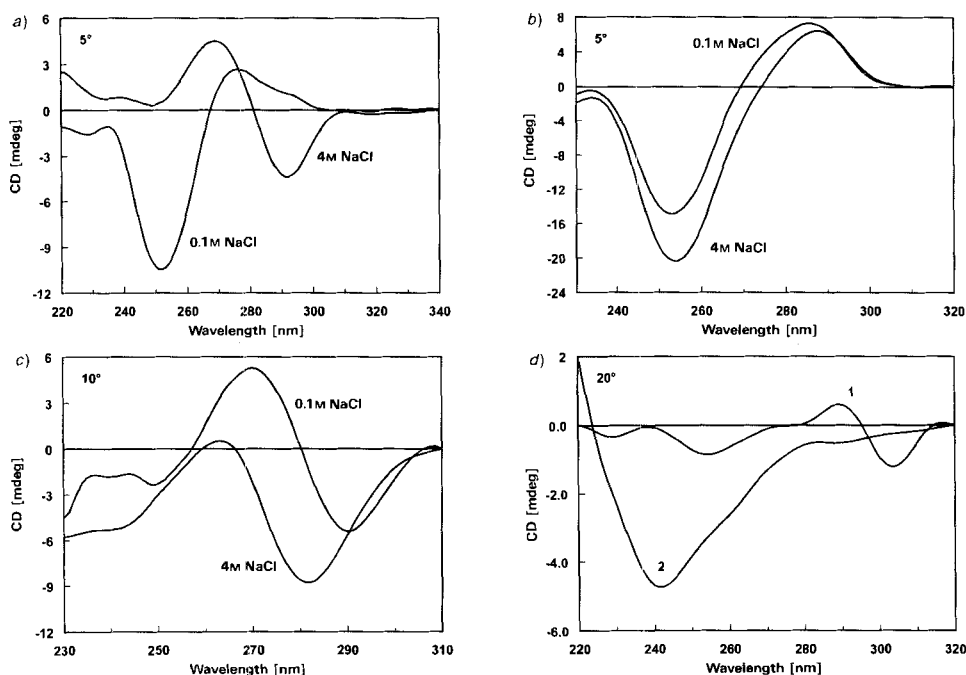 a)
6
5°
3
0
-3
-6
-9
-12
CD [mdeg]
4M NaCl
0.1M NaCl
220 240 260 280 300 320 340
Wavelength [nm]
b)
8
5°
4
0
-4
-8
-12
-16
-20
-24
CD [mdeg]
0.1M NaCl
4M NaCl
240 260 280 300 320
Wavelength [nm]
c)
6
10°
3
0
-3
-6
-9
-12
CD [mdeg]
0.1M NaCl
4M NaCl
230 250 270 290 310
Wavelength [nm]
d)
2
20°
1
0.0
-2.0
-4.0
-6.0
CD [mdeg]
2
220 240 260 280 300 320
Wavelength [nm]